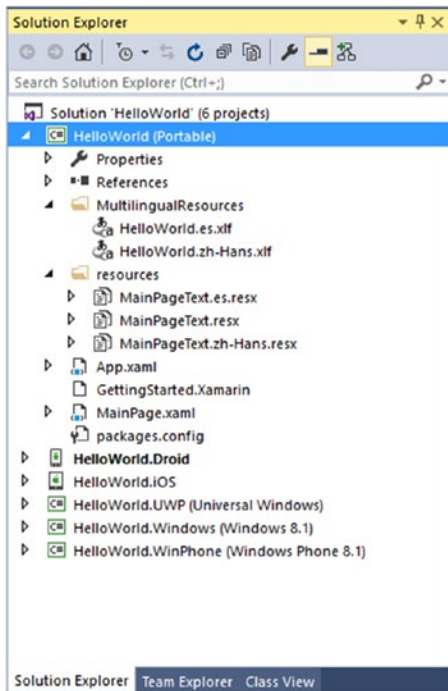 Solution Explorer
Search Solution Explorer (Ctrl+;)
Solution 'HelloWorld' (6 projects)
HelloWorld (Portable)
Properties
References
MultilingualResources
HelloWorld.es.xlf
HelloWorld.zh-Hans.xlf
resources
MainPageText.es.resx
MainPageText.resx
MainPageText.zh-Hans.resx
App.xaml
GettingStarted.Xamarin
MainPage.xaml
packages.config
HelloWorld.Droid
HelloWorld.iOS
HelloWorld.UWP (Universal Windows)
HelloWorld.Windows (Windows 8.1)
HelloWorld.WinPhone (Windows Phone 8.1)
Solution Explorer Team Explorer Class View